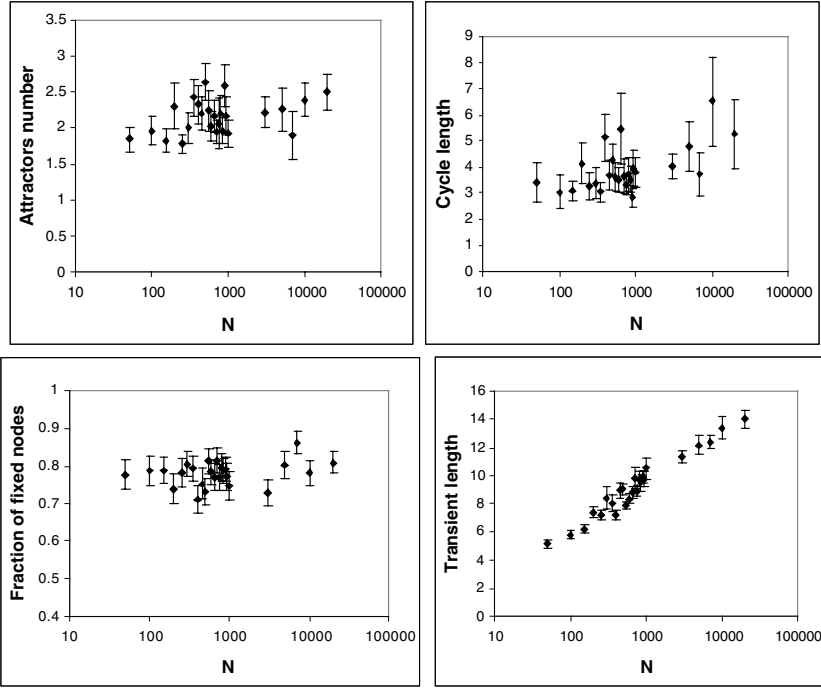 3.5
3
2.5
2
1.5
1
0.5
0
10 100 1000 10000 100000
Attractors number
N
9
8
7
6
5
4
3
2
1
0
10 100 1000 10000 100000
Cycle length
N
1
0.9
0.8
0.7
0.6
0.5
0.4
10 100 1000 10000 100000
Fraction of fixed nodes
N
16
14
12
10
8
6
4
2
0
10 100 1000 10000 100000
Transient length
N